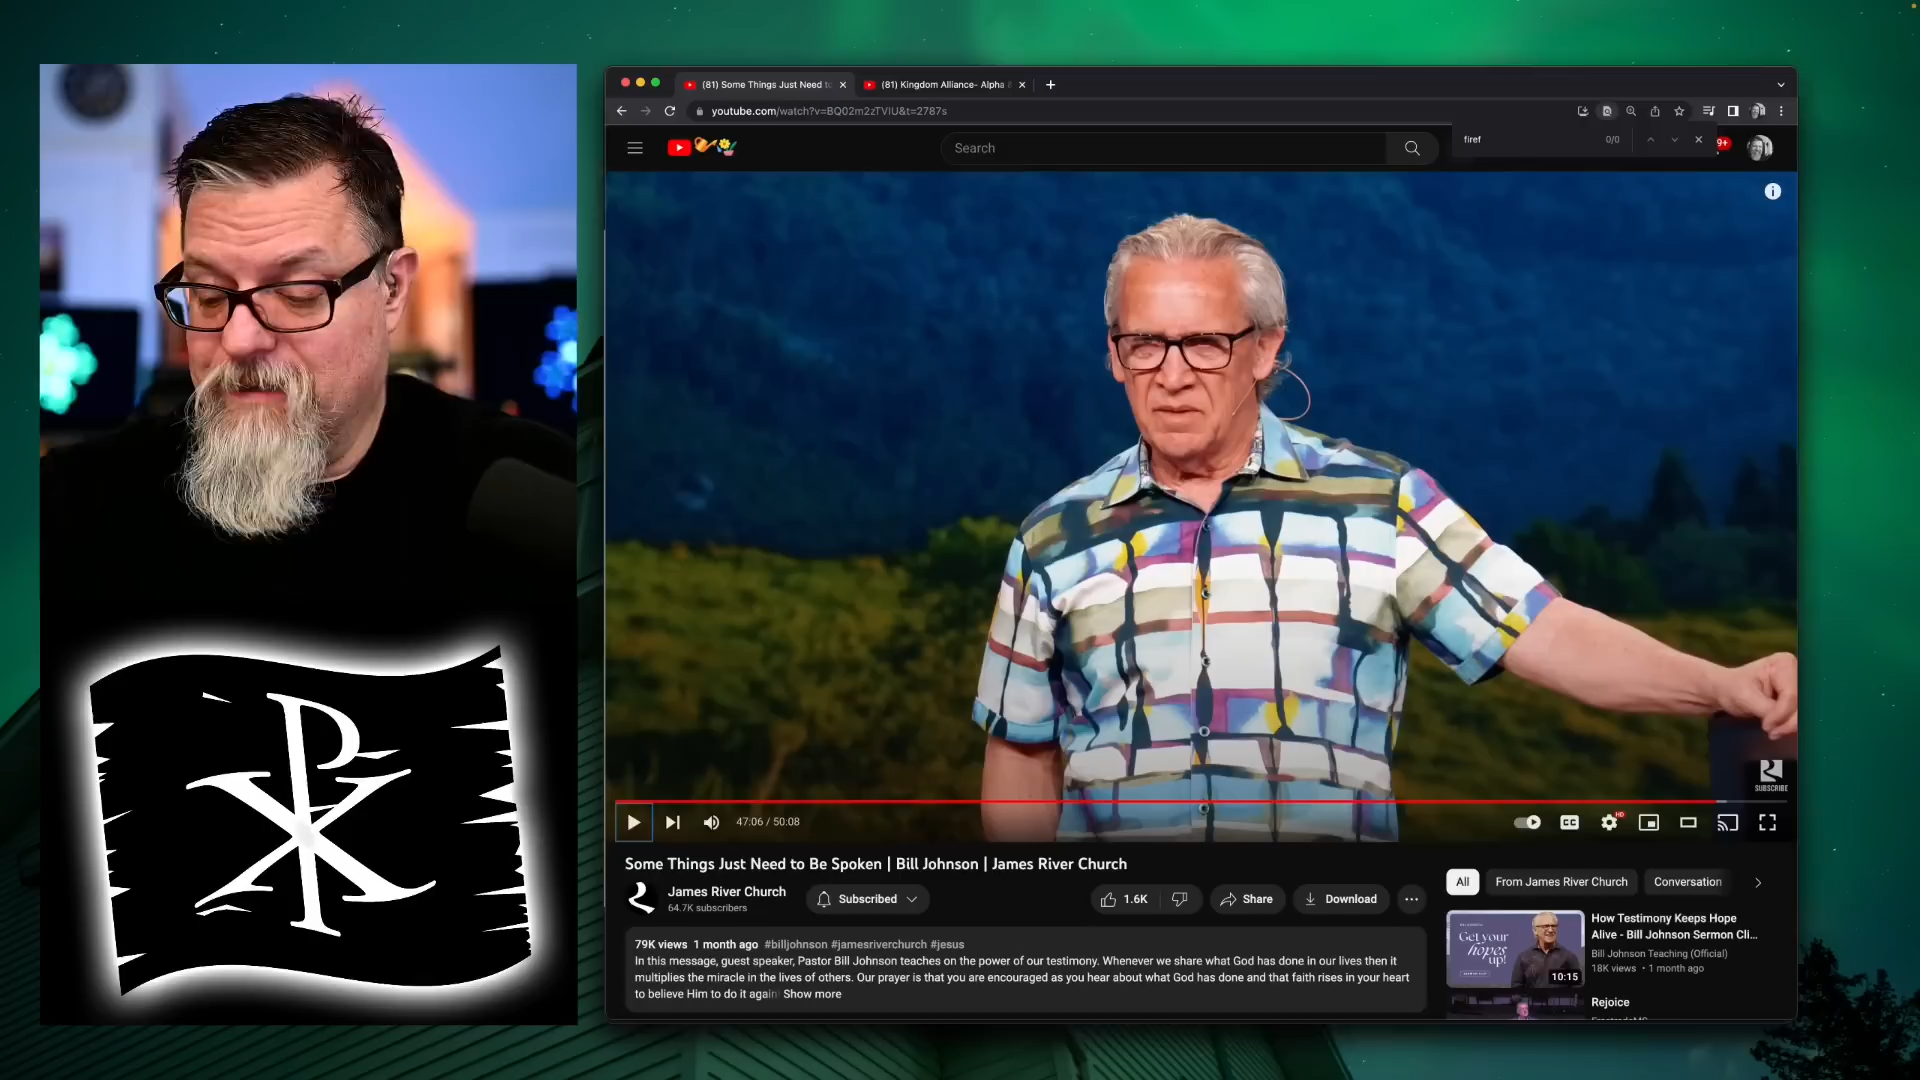 (81) Some Things Just Need to
(81) Kingdom Alliance- Alpha
youtube.com/watch?v=BQ02m2zTVIU&t=2787s
firef
0/0
Search
9+
SUBSCRIBE
47:06 / 50:08
CC
HD
Some Things Just Need to Be Spoken | Bill Johnson | James River Church
James River Church
64.7K subscribers
Subscribed
1.6K
Share
Download
79K views 1 month ago #billjohnson #jamesriverchurch #jesus
In this message, guest speaker, Pastor Bill Johnson teaches on the power of our testimony. Whenever we share what God has done in our lives then it
multiplies the miracle in the lives of others. Our prayer is that you are encouraged as you hear about what God has done and that faith rises in your heart
to believe Him to do it again! Show more
All
From James River Church
Conversation
Get your
hopes
up!
10:15
How Testimony Keeps Hope
Alive - Bill Johnson Sermon Cli...
Bill Johnson Teaching (Official)
18K views • 1 month ago
Rejoice